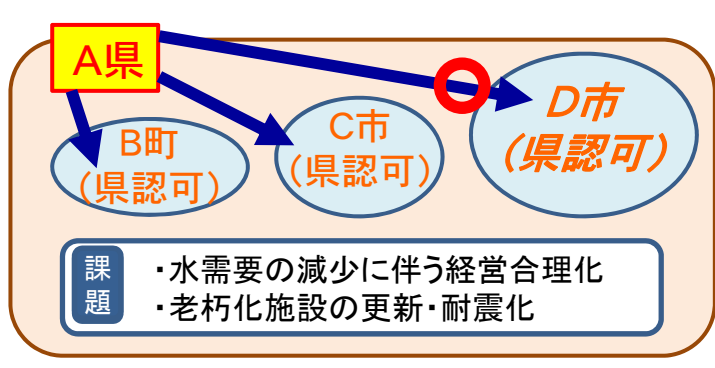 A県
B町
（県認可）
C市
（県認可）
D市
（県認可）
課題
・水需要の減少に伴う経営合理化
・老朽化施設の更新・耐震化